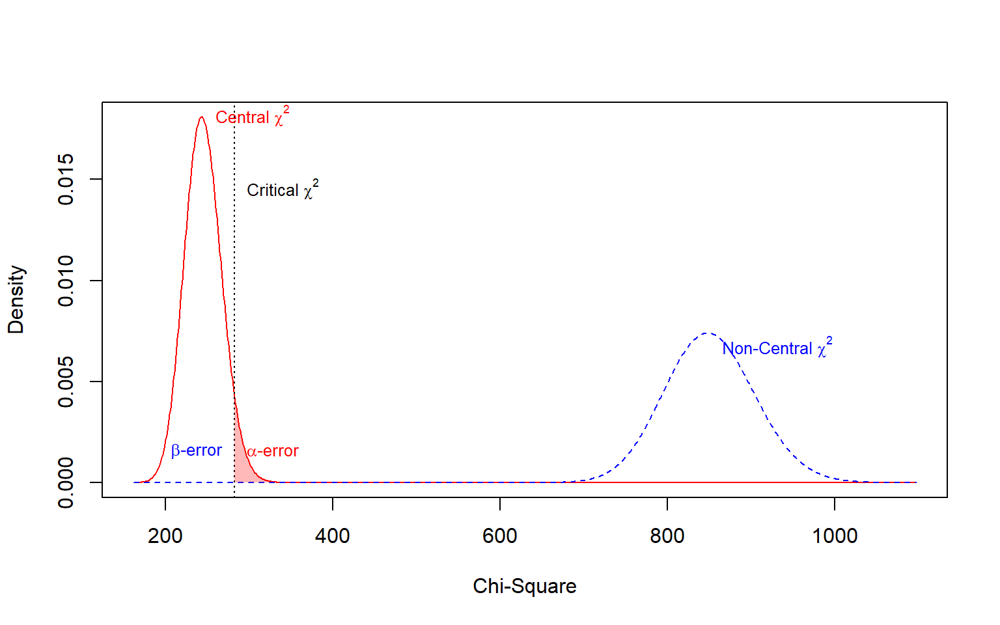 Central χ²
Critical χ²
Non-Central χ²
β-error
α-error
Density
0.000
0.005
0.010
0.015
200
400
600
800
1000
Chi-Square